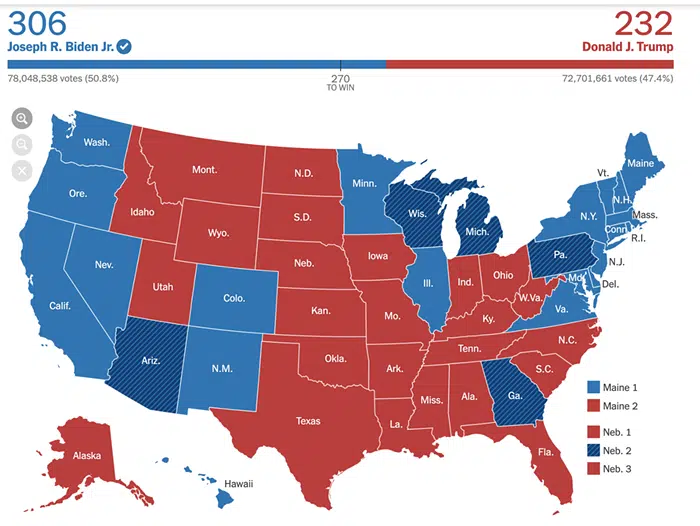 306
232
Joseph R. Biden Jr.
Donald J. Trump
78,048,538 votes (50.8%)
270
TO WIN
72,701,661 votes (47.4%)
Wash.
Maine
Mont.
N.D.
Minn.
Vt.
Ore.
N.H.
Idaho
S.D.
Wis.
N.Y.
Mass.
Wyo.
Mich.
Conn.
R.I.
Nev.
Neb.
Iowa
Pa.
N.J.
Utah
Colo.
Ill.
Ind.
Ohio
Md.
Del.
Calif.
Kan.
Mo.
W.Va.
Va.
Ky.
N.C.
Ariz.
N.M.
Okla.
Ark.
Tenn.
S.C.
Maine 1
Miss.
Ala.
Ga.
Maine 2
Texas
La.
Neb. 1
Alaska
Fla.
Neb. 2
Hawaii
Neb. 3